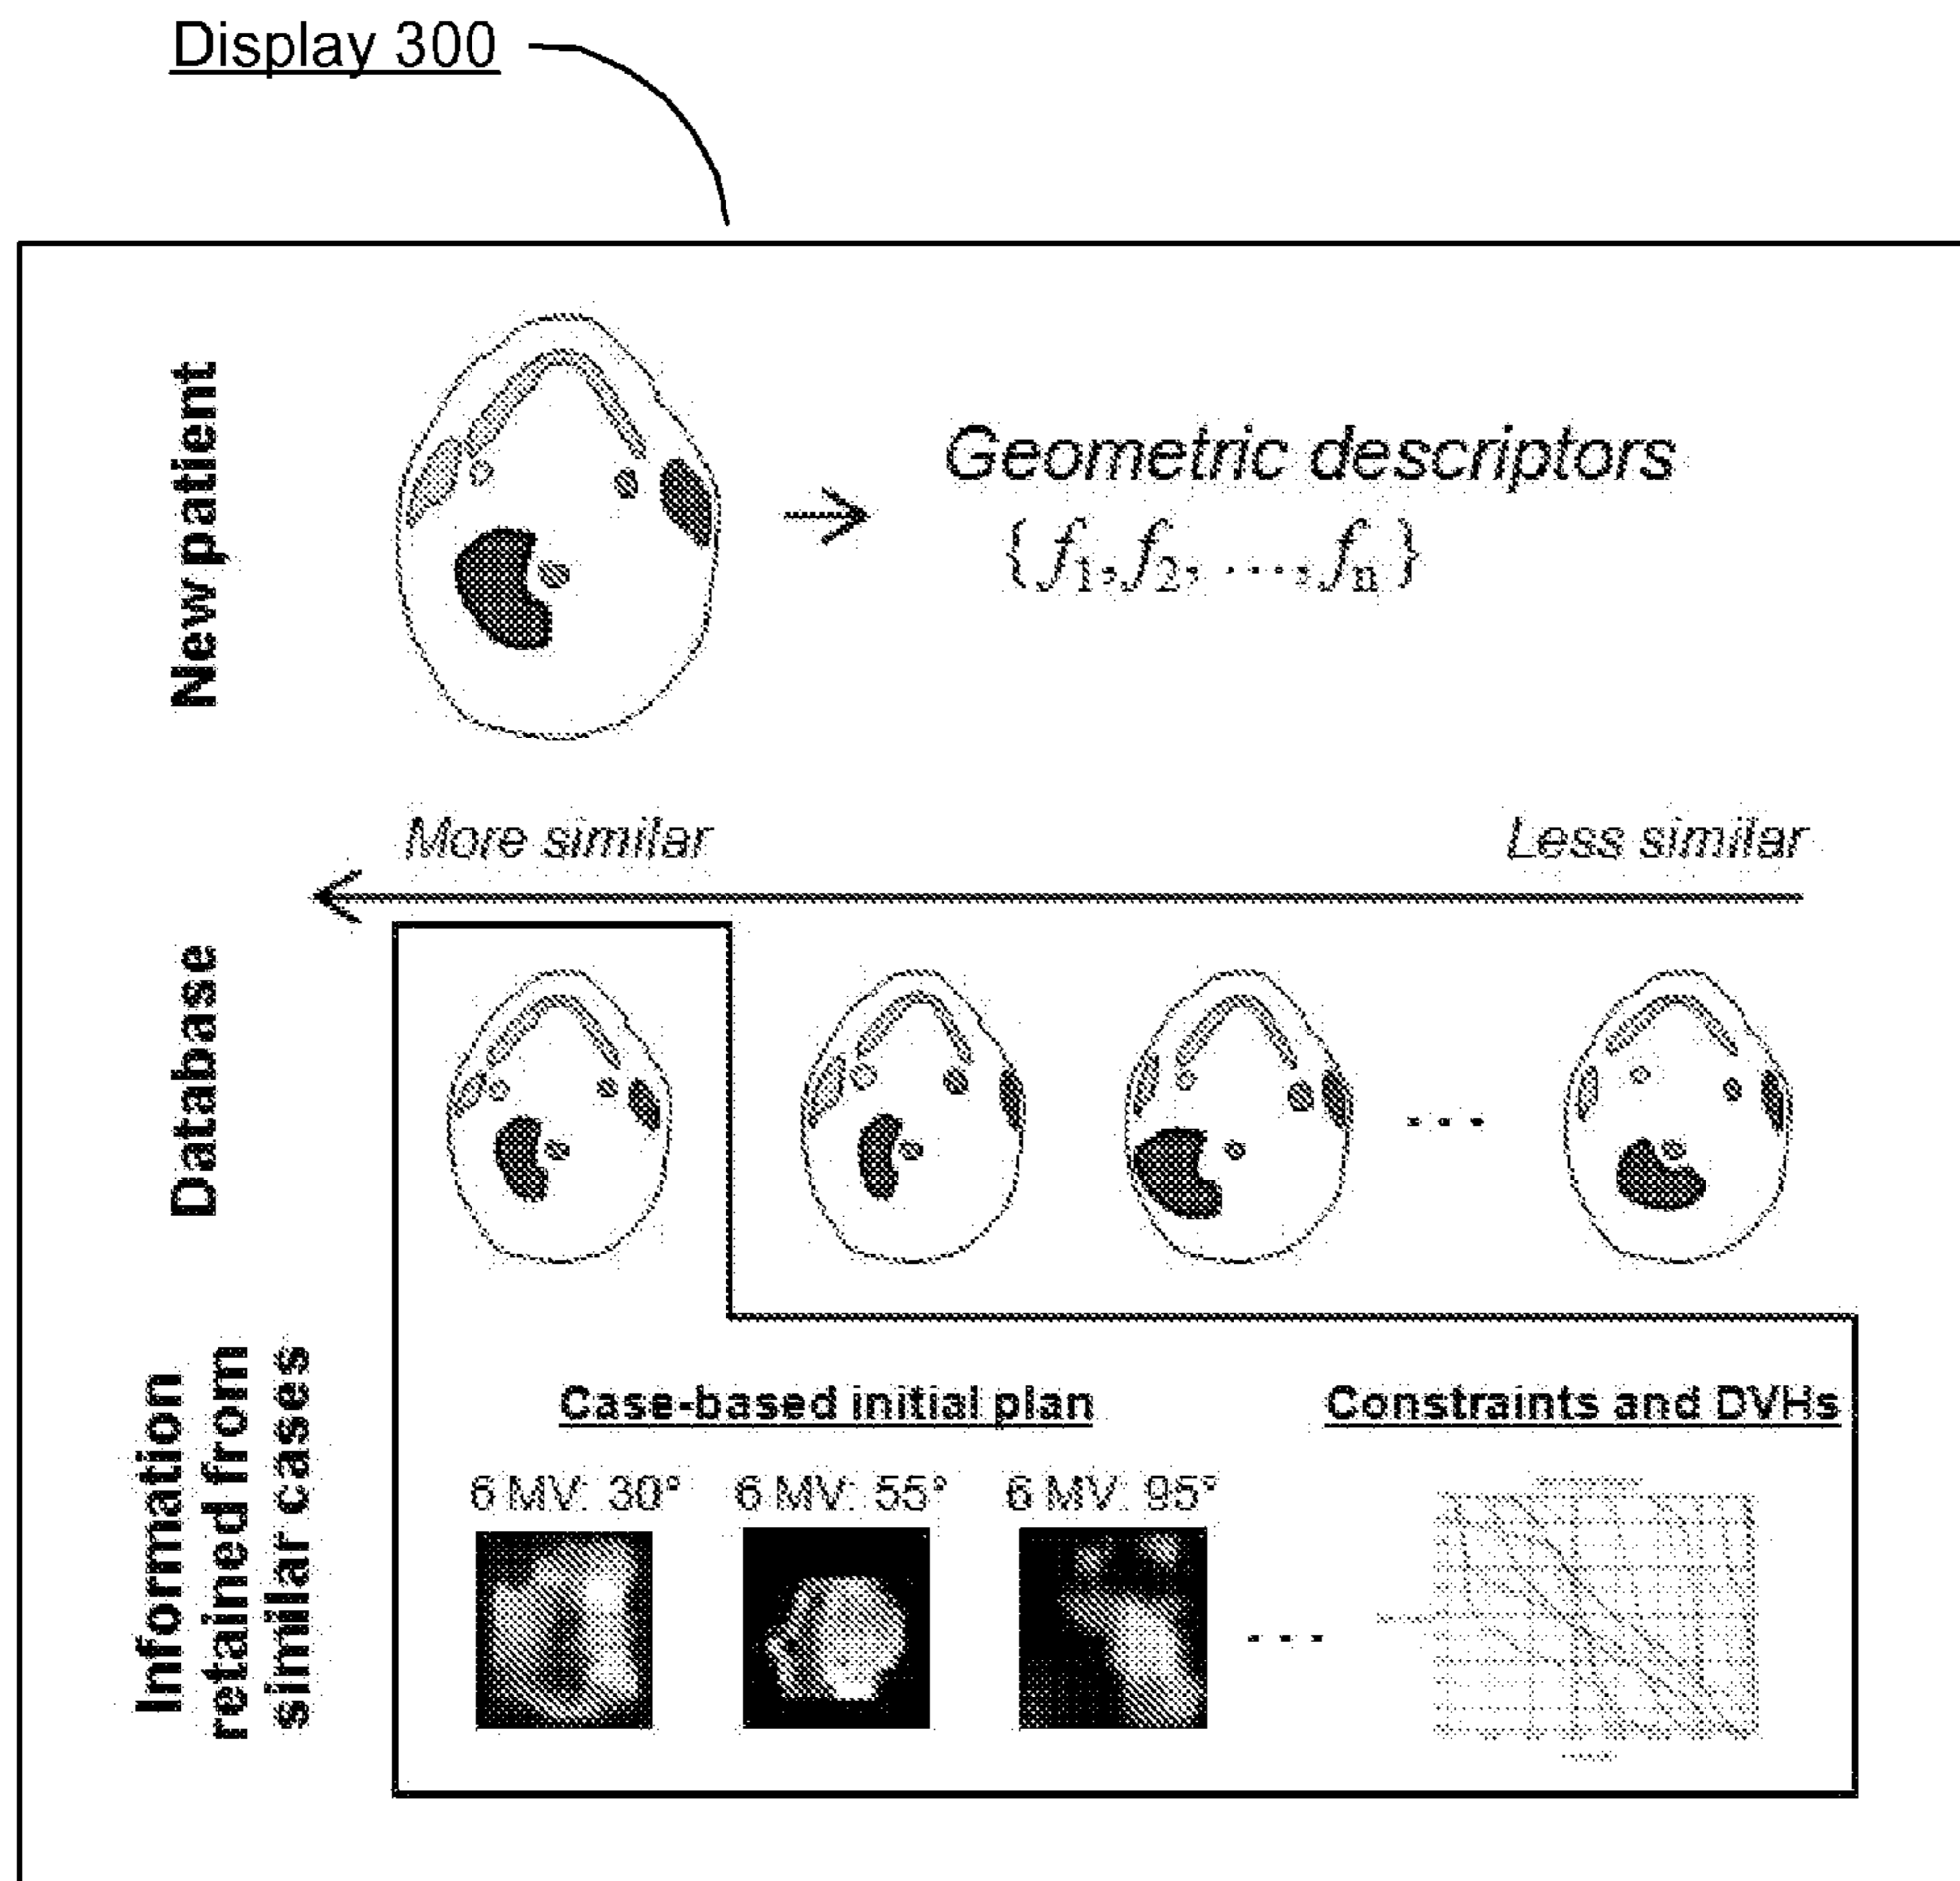 Display 300
New patient
Geometric descriptors
{ f1, f2, ..., fn }
More similar
Less similar
Database
...
Information
retained from
similar cases
Case-based initial plan
Constraints and DVHs
6 MV: 30°
6 MV: 55°
6 MV: 95°
...